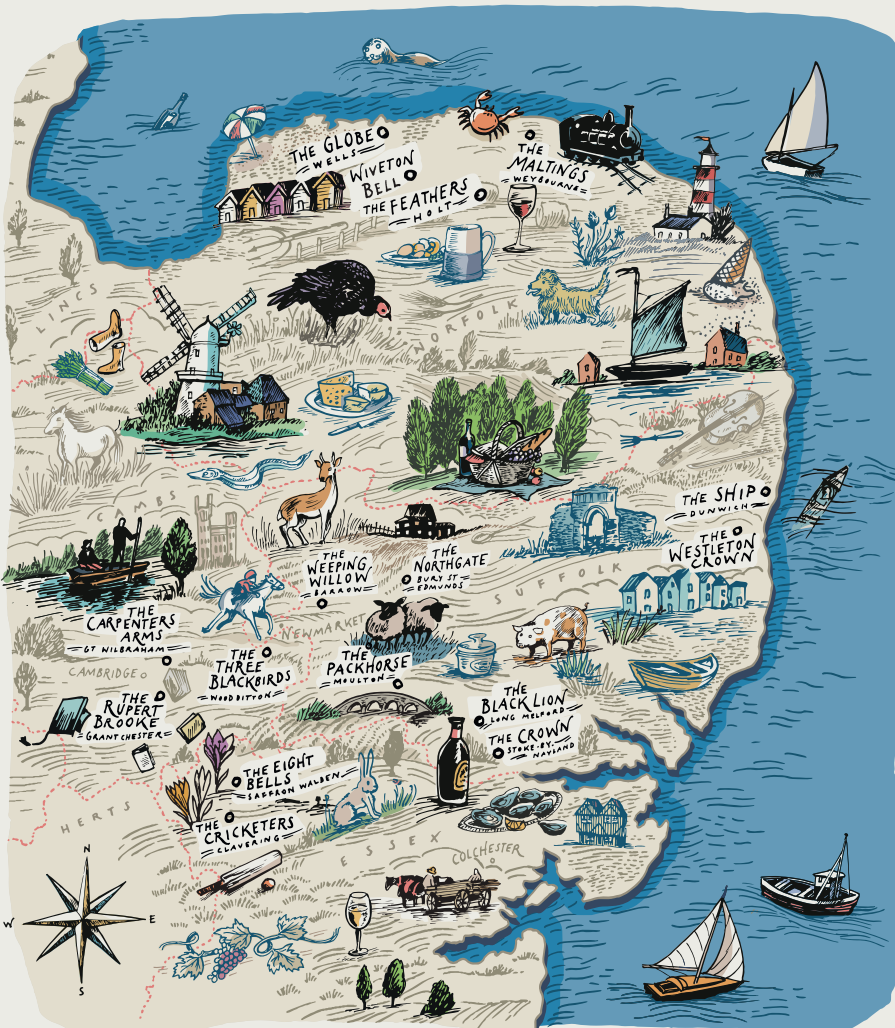 THE GLOBE
WELLS
WIVETON
BELL
THE FEATHERS
HOLT
THE
MALTINGS
WEYBOURNE
LINCS
NORFOLK
CAMBS
THE SHIP
DUNWICH
THE
WESTLETON
CROWN
THE
WEEPING
WILLOW
BARROW
THE
NORTHGATE
BURY ST
EDMUNDS
SUFFOLK
THE
CARPENTERS
ARMS
GT WILBRAHAM
NEWMARKET
CAMBRIDGE
THE
THREE
BLACKBIRDS
WOODDITTON
THE
PACKHORSE
MOULTON
THE
RUPERT
BROOKE
GRANTCHESTER
THE
BLACK LION
LONG MELFORD
THE CROWN
STOKE-BY-
NAYLAND
THE EIGHT
BELLS
SAFFRON WALDEN
HERTS
THE
CRICKETERS
CLAVERING
ESSEX
COLCHESTER
N
W
E
S